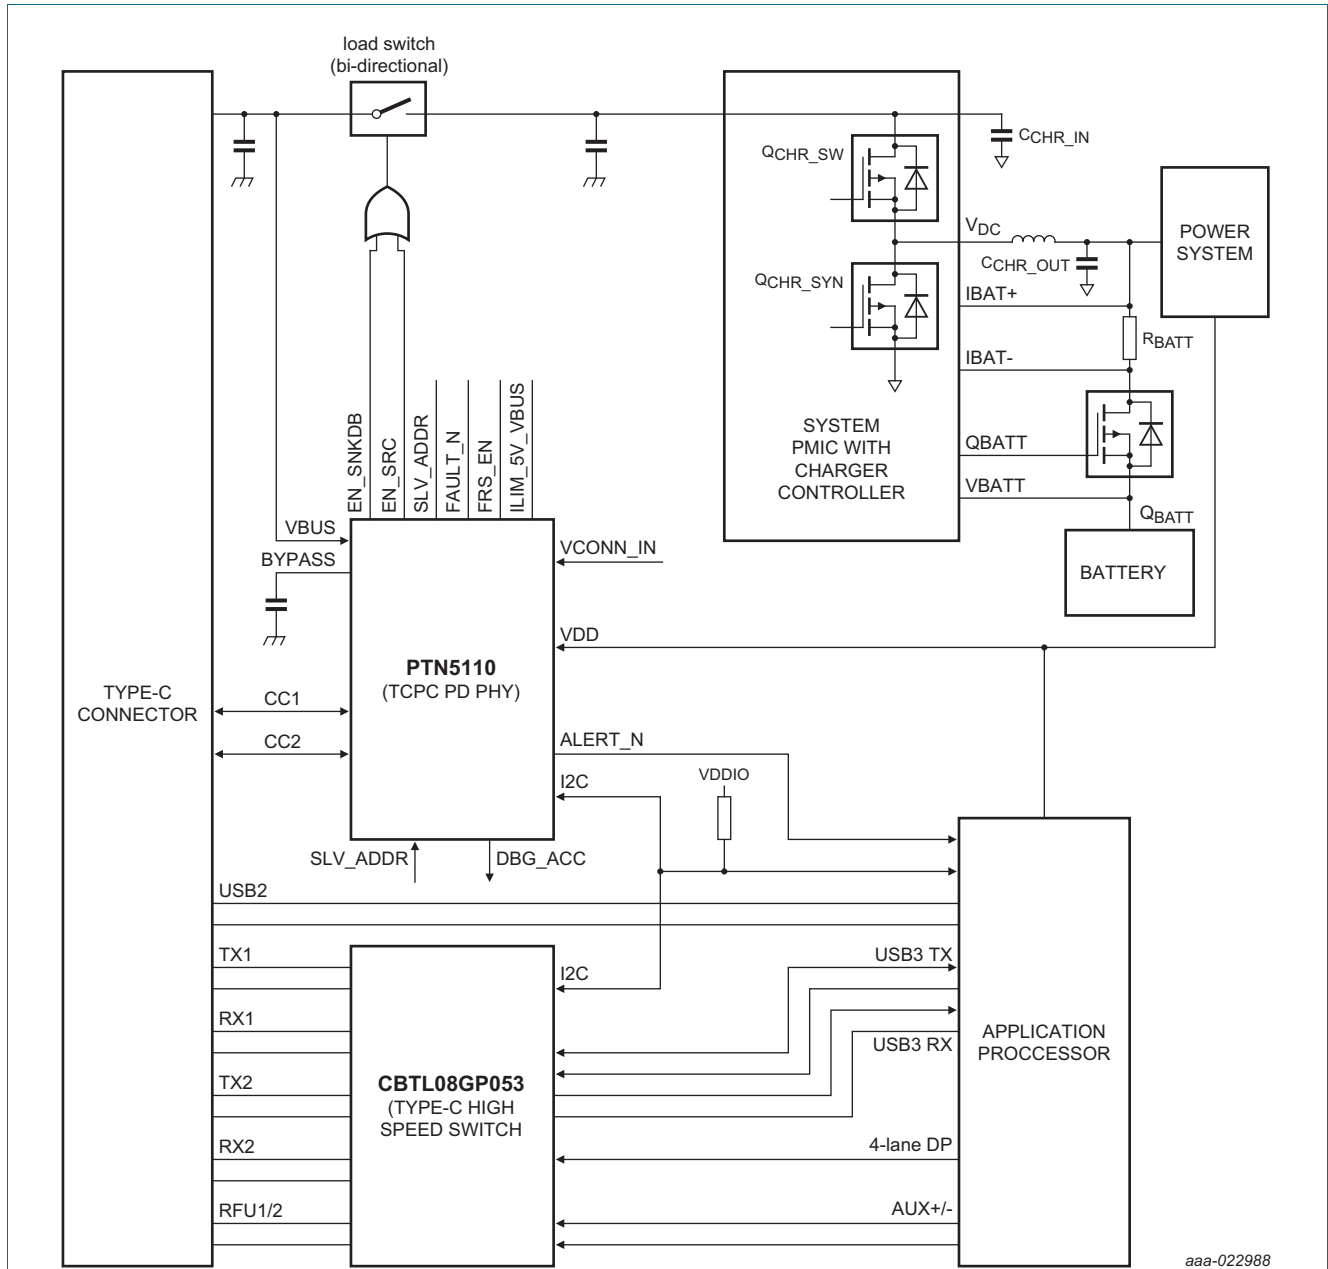 load switch
(bi-directional)
QCHR_SW
CCHR_IN
VDC
CCHR_OUT
POWER
SYSTEM
QCHR_SYN
IBAT+
RBATT
IBAT-
SYSTEM
PMIC WITH
CHARGER
CONTROLLER
QBATT
VBATT
QBATT
BATTERY
EN_SNKDB
EN_SRC
SLV_ADDR
FAULT_N
FRS_EN
ILIM_5V_VBUS
VBUS
BYPASS
VCONN_IN
VDD
PTN5110
(TCPC PD PHY)
TYPE-C
CONNECTOR
CC1
CC2
ALERT_N
I2C
VDDIO
SLV_ADDR
DBG_ACC
USB2
TX1
RX1
TX2
RX2
RFU1/2
I2C
CBTL08GP053
(TYPE-C HIGH
SPEED SWITCH
USB3 TX
USB3 RX
4-lane DP
AUX+/-
APPLICATION
PROCCESSOR
aaa-022988